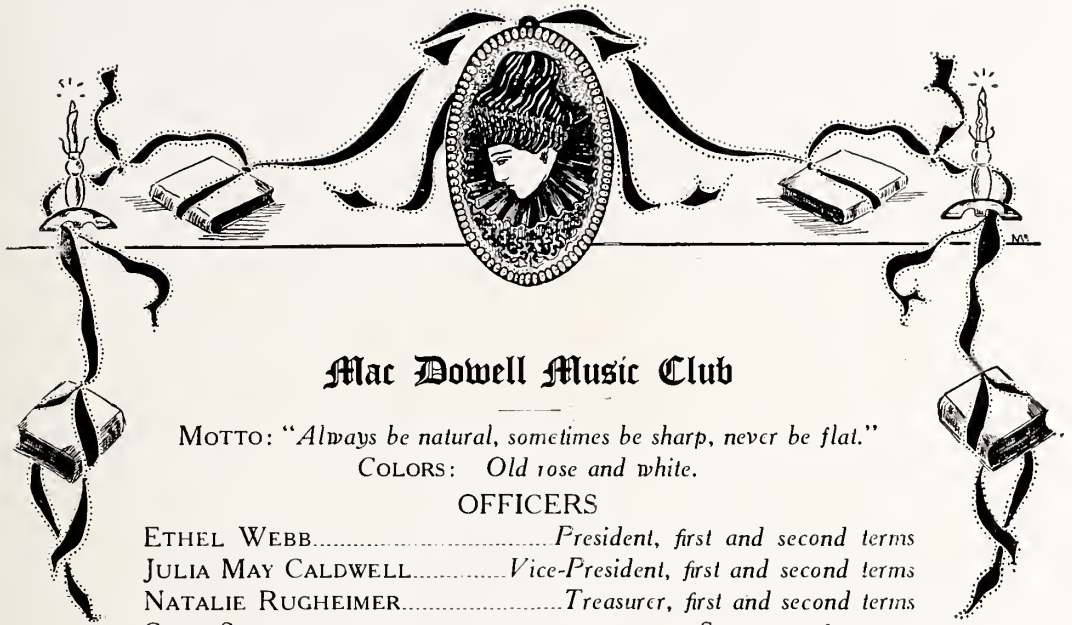 Mᶜ
Mac Dowell Music Club
MOTTO: "Always be natural, sometimes be sharp, never be flat."
COLORS: Old rose and white.
OFFICERS
ETHEL WEBB President, first and second terms
JULIA MAY CALDWELL Vice-President, first and second terms
NATALIE RUGHEIMER Treasurer, first and second terms